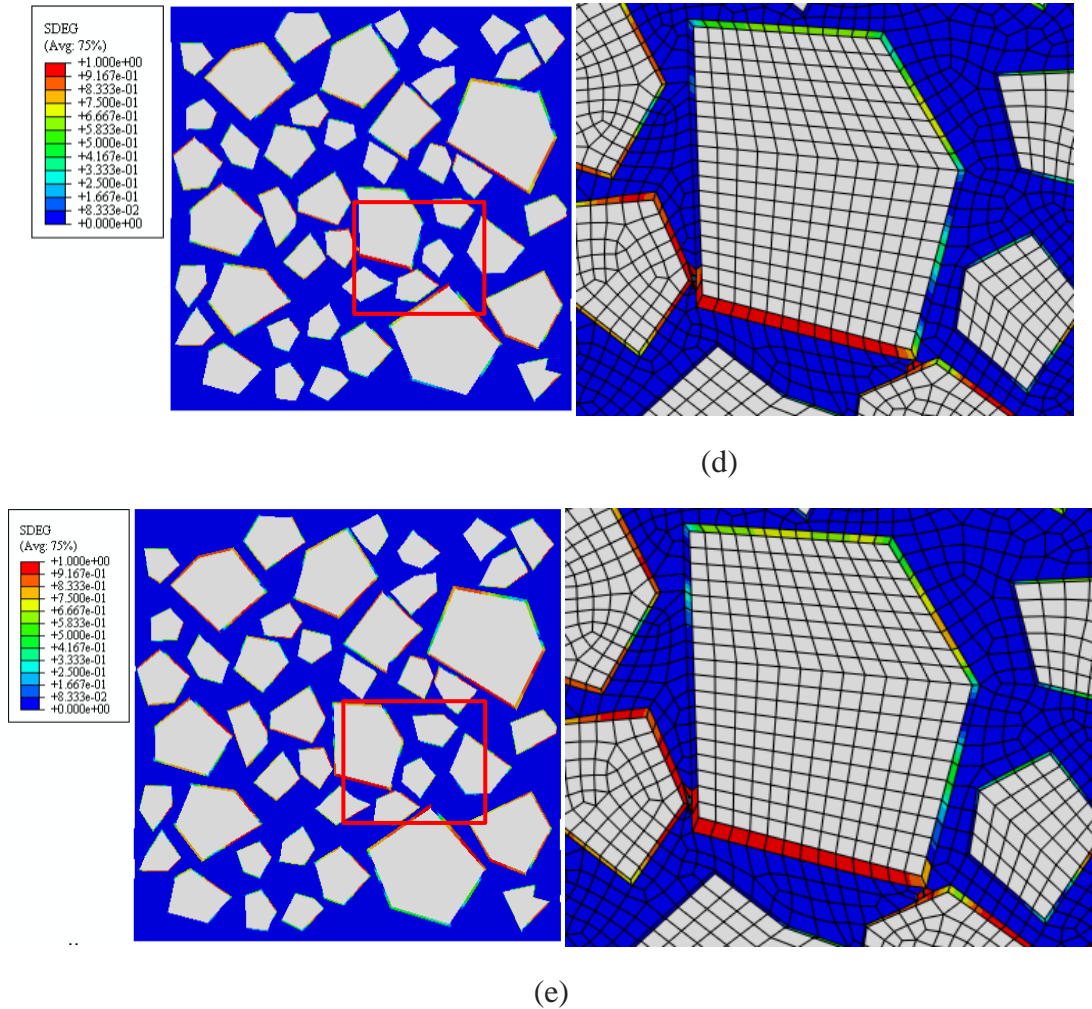 SDEG
(Avg: 75%)
+1.000e+00
+9.167e-01
+8.333e-01
+7.500e-01
+6.667e-01
+5.833e-01
+5.000e-01
+4.167e-01
+3.333e-01
+2.500e-01
+1.667e-01
+8.333e-02
+0.000e+00
(d)
SDEG
(Avg: 75%)
+1.000e+00
+9.167e-01
+8.333e-01
+7.500e-01
+6.667e-01
+5.833e-01
+5.000e-01
+4.167e-01
+3.333e-01
+2.500e-01
+1.667e-01
+8.333e-02
+0.000e+00
..
(e)